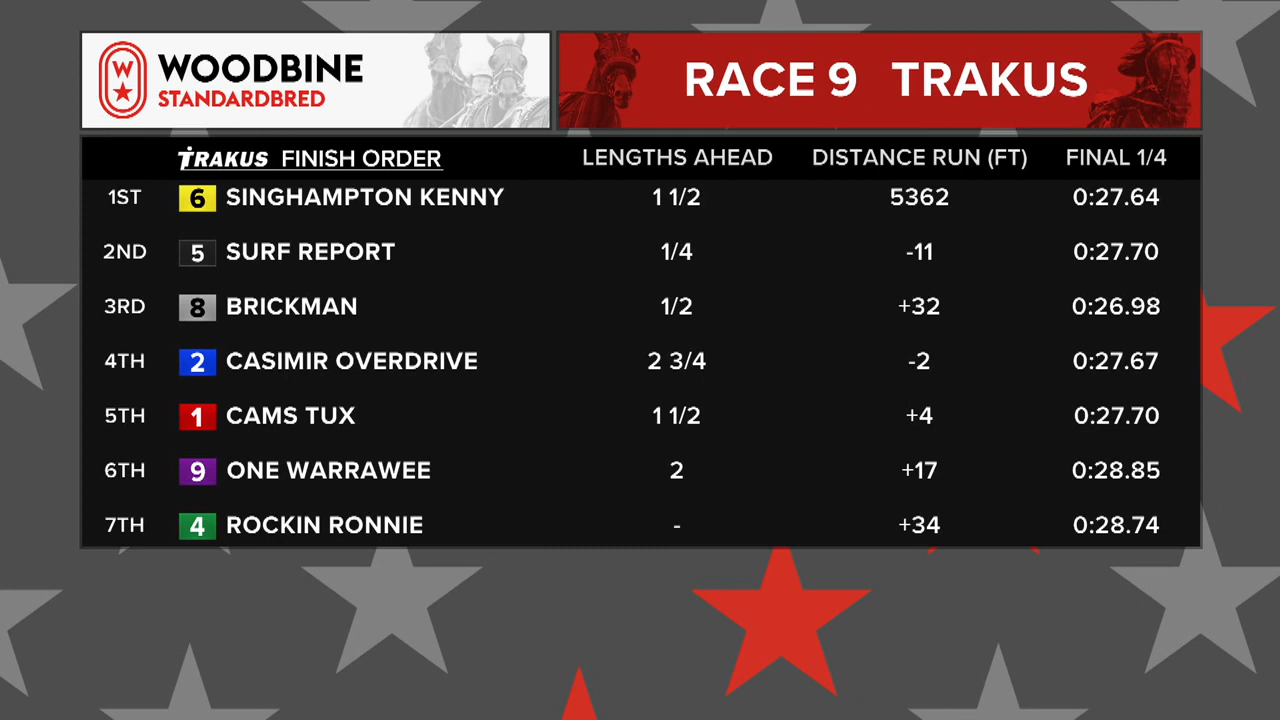 W
WOODBINE
STANDARDBRED
RACE 9 TRAKUS
TRAKUS FINISH ORDER LENGTHS AHEAD DISTANCE RUN (FT) FINAL 1/4
1ST 6 SINGHAMPTON KENNY 1 1/2 5362 0:27.64
2ND 5 SURF REPORT 1/4 -11 0:27.70
3RD 8 BRICKMAN 1/2 +32 0:26.98
4TH 2 CASIMIR OVERDRIVE 2 3/4 -2 0:27.67
5TH 1 CAMS TUX 1 1/2 +4 0:27.70
6TH 9 ONE WARRAWEE 2 +17 0:28.85
7TH 4 ROCKIN RONNIE - +34 0:28.74